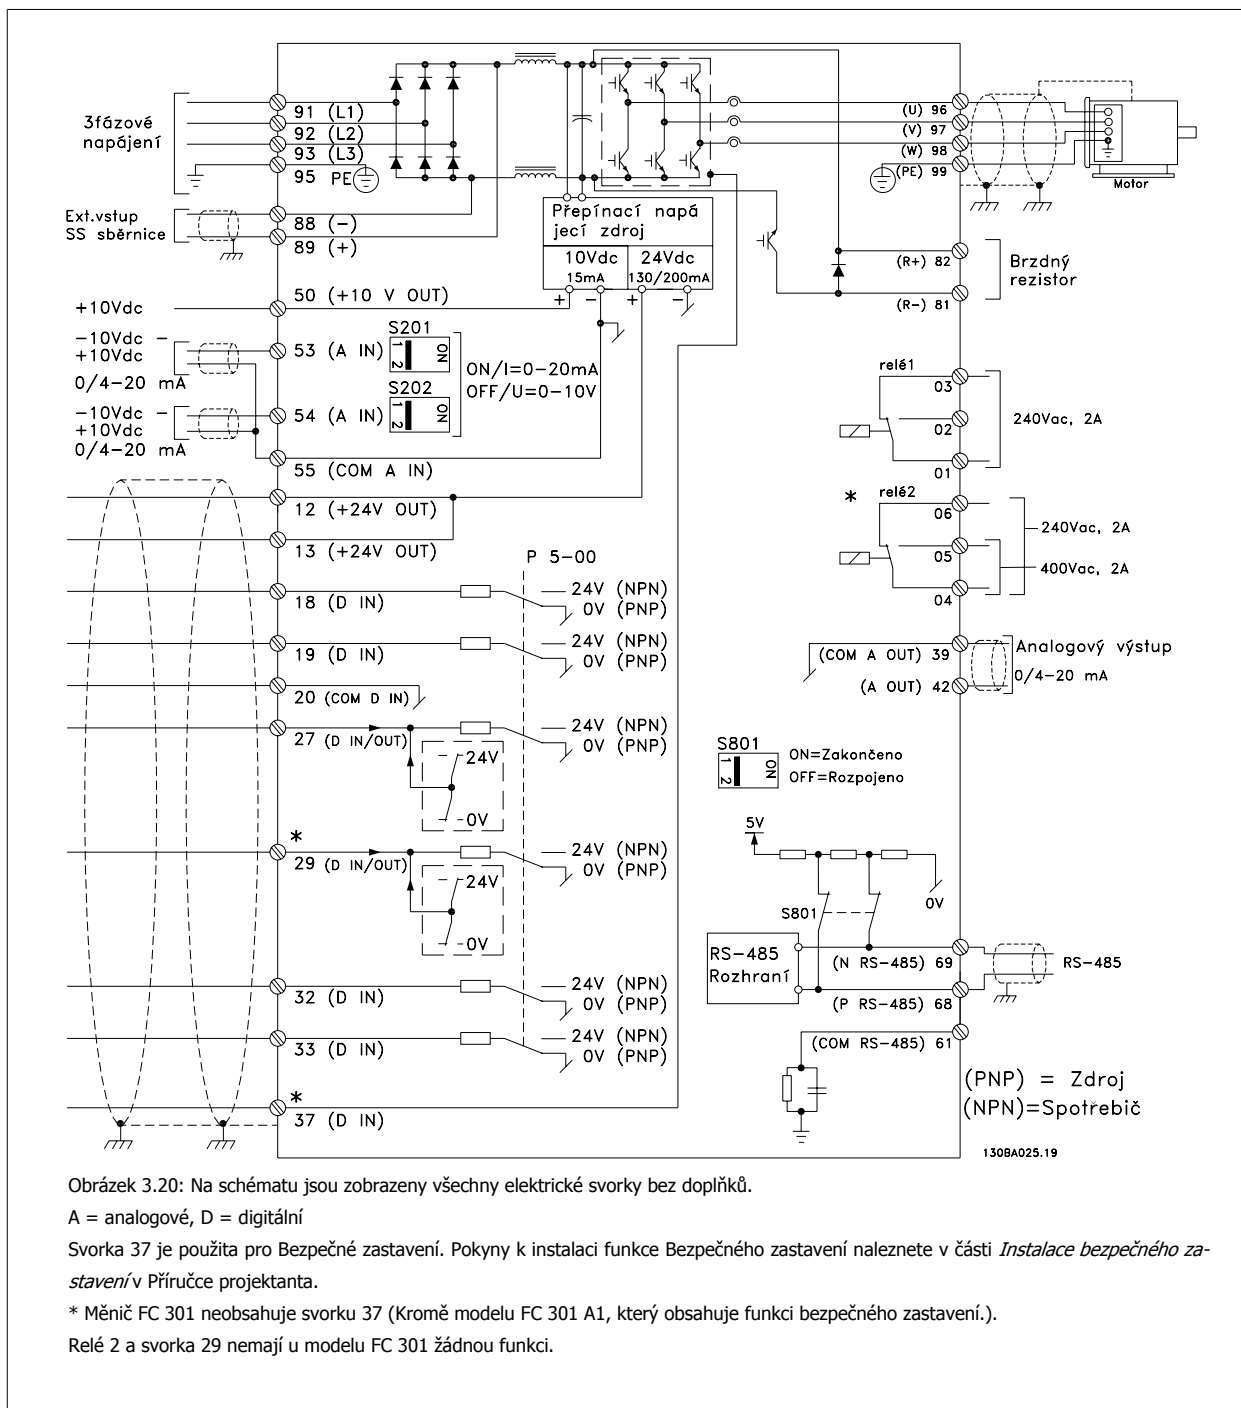 3fázové
napájení
91 (L1)
92 (L2)
93 (L3)
95 PE
Ext.vstup
SS sběrnice
88 (−)
89 (+)
Přepínací napá
jecí zdroj
10Vdc
15mA
24Vdc
130/200mA
+ − + −
(U) 96
(V) 97
(W) 98
(PE) 99
Motor
(R+) 82
(R−) 81
Brzdný
rezistor
+10Vdc
50 (+10 V OUT)
−10Vdc −
+10Vdc
0/4−20 mA
53 (A IN)
S201
1
2
ON
ON/I=0−20mA
OFF/U=0−10V
−10Vdc −
+10Vdc
0/4−20 mA
54 (A IN)
S202
1
2
ON
55 (COM A IN)
12 (+24V OUT)
13 (+24V OUT)
relé1
03
02
01
240Vac, 2A
*
relé2
06
05
04
240Vac, 2A
400Vac, 2A
P 5−00
18 (D IN)
24V (NPN)
0V (PNP)
19 (D IN)
24V (NPN)
0V (PNP)
20 (COM D IN)
27 (D IN/OUT)
24V (NPN)
0V (PNP)
24V
0V
*
29 (D IN/OUT)
24V (NPN)
0V (PNP)
24V
0V
32 (D IN)
24V (NPN)
0V (PNP)
33 (D IN)
24V (NPN)
0V (PNP)
*
37 (D IN)
(COM A OUT) 39
(A OUT) 42
Analogový výstup
0/4−20 mA
S801
1
2
ON
ON=Zakončeno
OFF=Rozpojeno
5V
S801
0V
RS−485
Rozhraní
(N RS−485) 69
(P RS−485) 68
(COM RS−485) 61
RS−485
(PNP) = Zdroj
(NPN)=Spotřebič
130BA025.19
Obrázek 3.20: Na schématu jsou zobrazeny všechny elektrické svorky bez doplňků.
A = analogové, D = digitální
Svorka 37 je použita pro Bezpečné zastavení. Pokyny k instalaci funkce Bezpečného zastavení naleznete v části Instalace bezpečného za-
stavení v Příručce projektanta.
* Měnič FC 301 neobsahuje svorku 37 (Kromě modelu FC 301 A1, který obsahuje funkci bezpečného zastavení.).
Relé 2 a svorka 29 nemají u modelu FC 301 žádnou funkci.